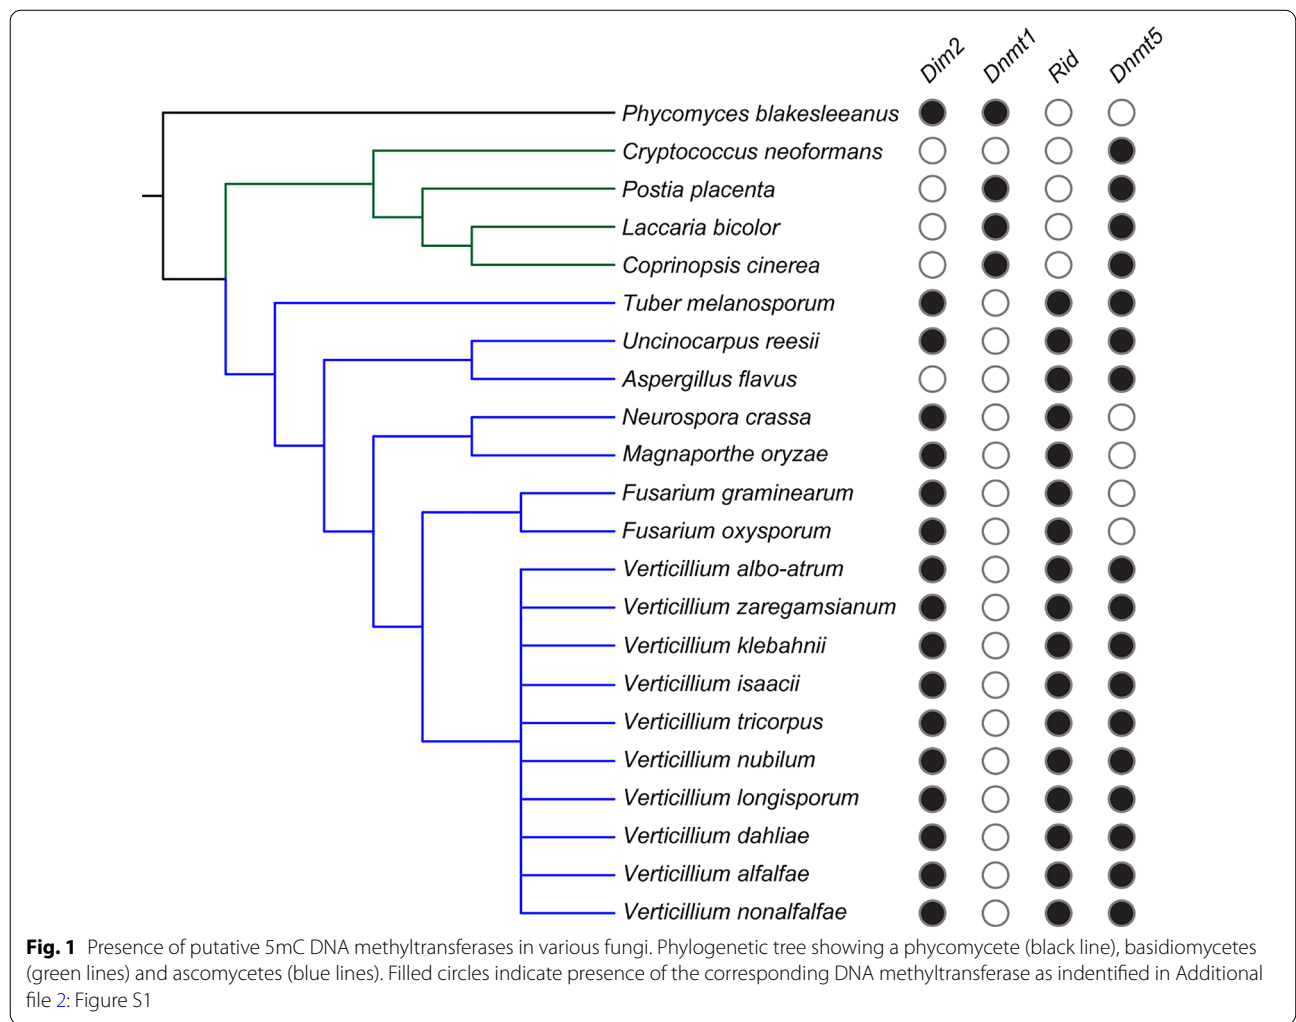 Dim2 Dnmt1 Rid Dnmt5
Phycomyces blakesleeanus
Cryptococcus neoformans
Postia placenta
Laccaria bicolor
Coprinopsis cinerea
Tuber melanosporum
Uncinocarpus reesii
Aspergillus flavus
Neurospora crassa
Magnaporthe oryzae
Fusarium graminearum
Fusarium oxysporum
Verticillium albo-atrum
Verticillium zaregamsianum
Verticillium klebahnii
Verticillium isaacii
Verticillium tricorpus
Verticillium nubilum
Verticillium longisporum
Verticillium dahliae
Verticillium alfalfae
Verticillium nonalfalfae
Fig. 1 Presence of putative 5mC DNA methyltransferases in various fungi. Phylogenetic tree showing a phycomycete (black line), basidiomycetes
(green lines) and ascomycetes (blue lines). Filled circles indicate presence of the corresponding DNA methyltransferase as indentified in Additional
file 2: Figure S1